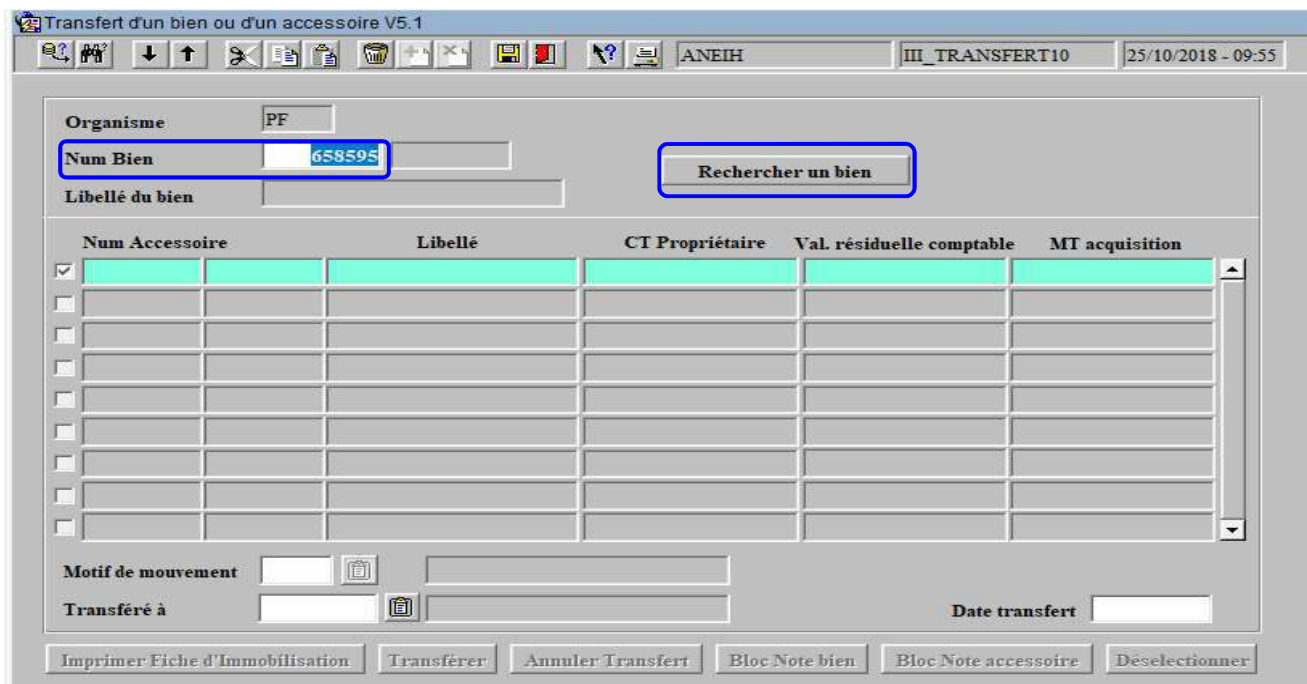 Transfert d'un bien ou d'un accessoire V5.1
ANEIH III_TRANSFERT10 25/10/2018 - 09:55
Organisme PF
Num Bien 658595
Rechercher un bien
Libellé du bien
Num Accessoire Libellé CT Propriétaire Val. résiduelle comptable MT acquisition
Motif de mouvement
Transféré à Date transfert
Imprimer Fiche d'Immobilisation Transférer Annuler Transfert Bloc Note bien Bloc Note accessoire Déselectionner